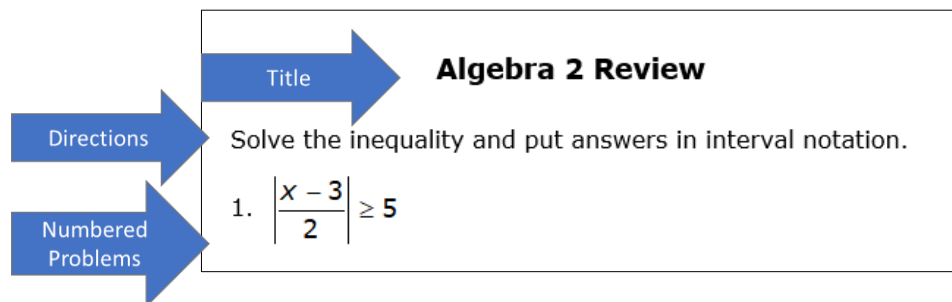 Title
Algebra 2 Review
Directions
Solve the inequality and put answers in interval notation.
Numbered
Problems
1. |(x − 3)/2| ≥ 5